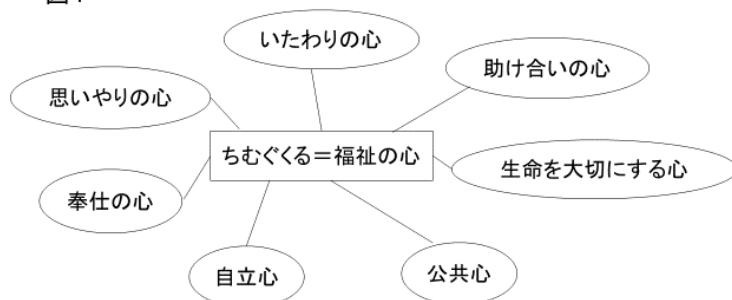 いたわりの心
助け合いの心
思いやりの心
ちむぐくる＝福祉の心
生命を大切にする心
奉仕の心
自立心
公共心